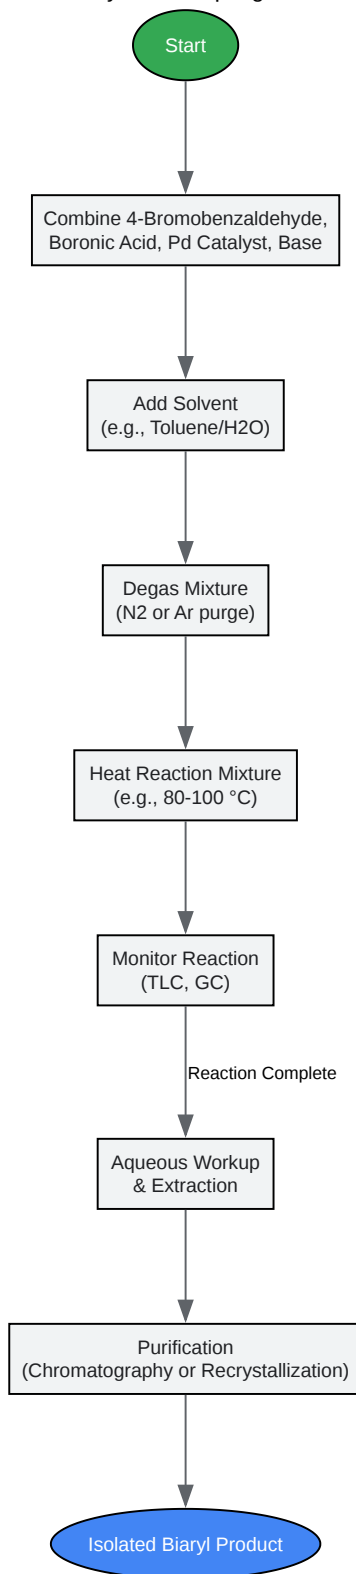 Start
Combine 4-Bromobenzaldehyde,
Boronic Acid, Pd Catalyst, Base
Add Solvent
(e.g., Toluene/H2O)
Degas Mixture
(N2 or Ar purge)
Heat Reaction Mixture
(e.g., 80-100 °C)
Monitor Reaction
(TLC, GC)
Reaction Complete
Aqueous Workup
& Extraction
Purification
(Chromatography or Recrystallization)
Isolated Biaryl Product